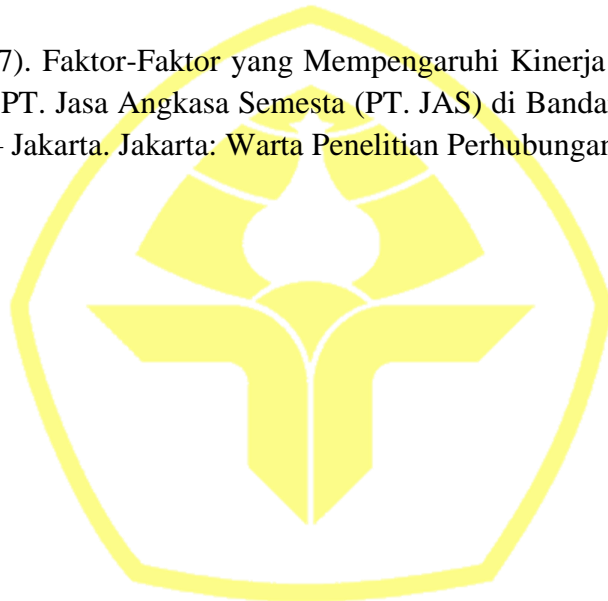 7). Faktor-Faktor yang Mempengaruhi Kinerja
PT. Jasa Angkasa Semesta (PT. JAS) di Banda
– Jakarta. Jakarta: Warta Penelitian Perhubungan